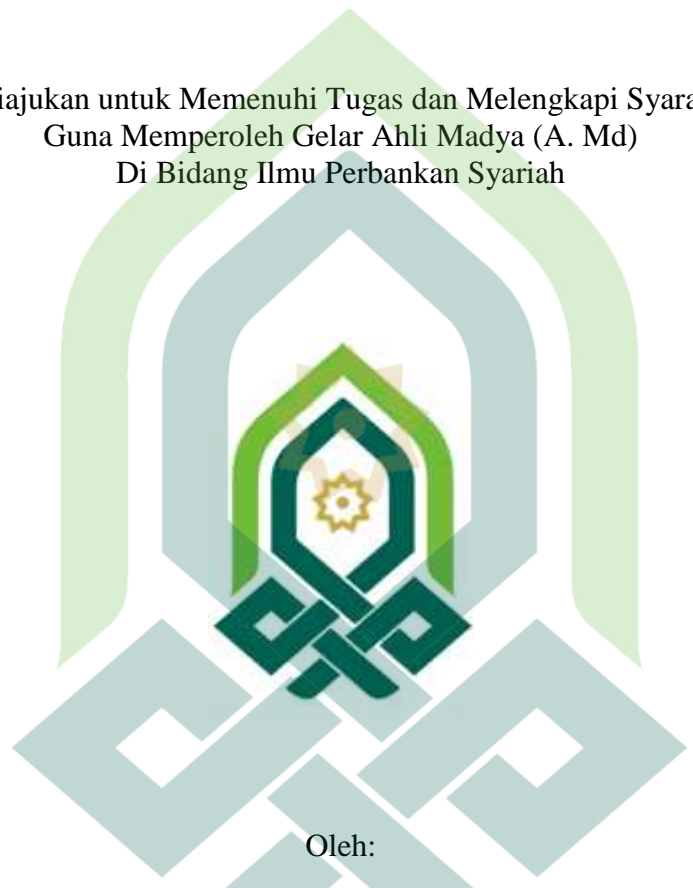 iajukan untuk Memenuhi Tugas dan Melengkapi Syara
Guna Memperoleh Gelar Ahli Madya (A. Md)
Di Bidang Ilmu Perbankan Syariah
Oleh: